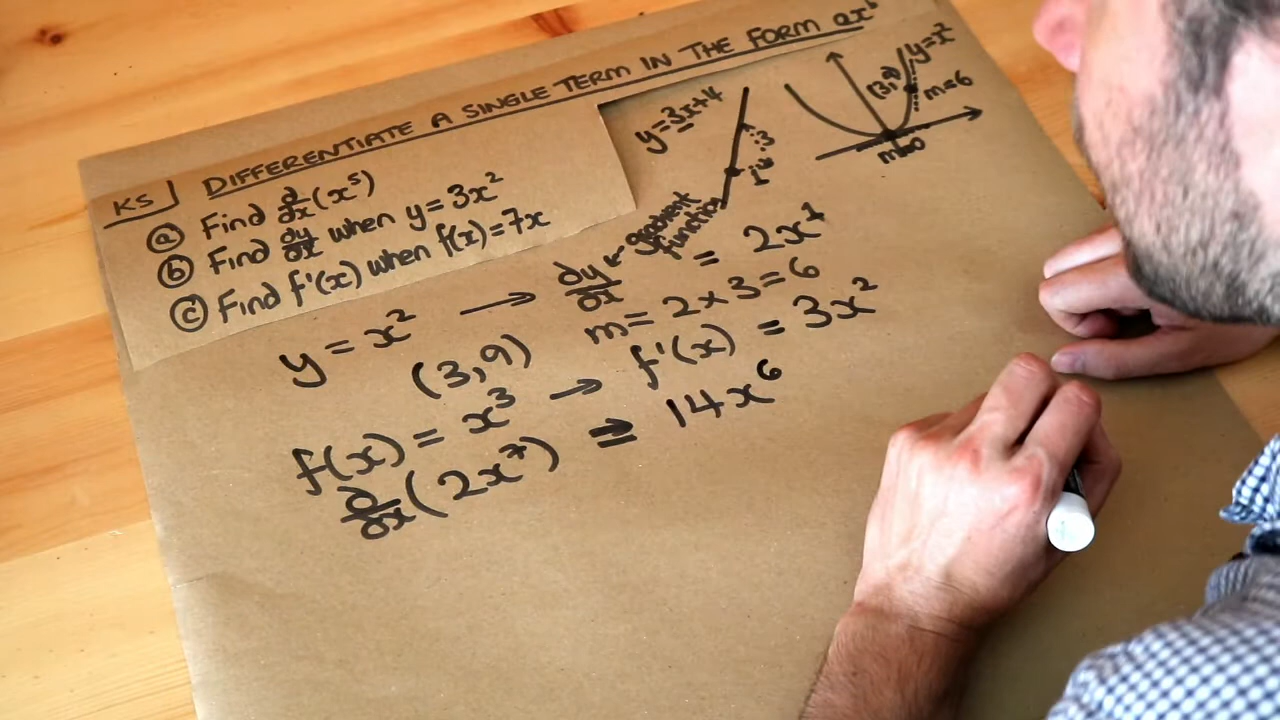 DIFFERENTIATE A SINGLE TERM IN THE FORM axᵇ
KS
ⓐ Find d/dx (x⁵)
ⓑ Find dy/dx when y = 3x²
ⓒ Find f'(x) when f(x) = 7x
y = 3x + 4
1 3
y = x²
(3,9)
m = 6
m = 0
y = x² → dy/dx = 2x¹
gradient
function
(3, 9) m = 2 × 3 = 6
f(x) = x³ → f'(x) = 3x²
d/dx (2x⁷) ⇒ 14x⁶